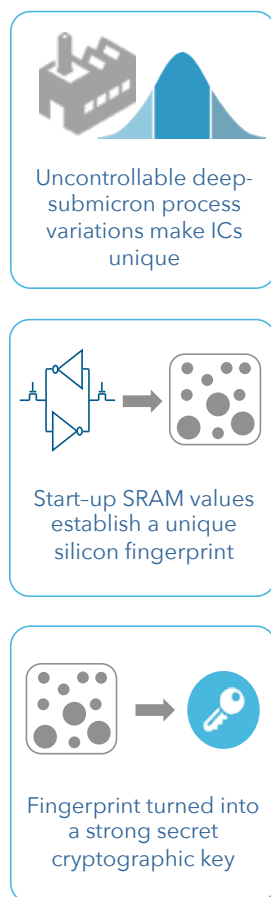 Uncontrollable deep-
submicron process
variations make ICs
unique
Start–up SRAM values
establish a unique
silicon fingerprint
Fingerprint turned into
a strong secret
cryptographic key